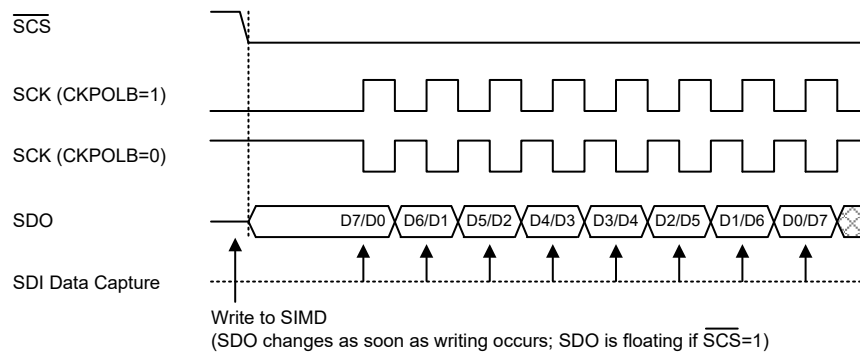 SCS
SCK (CKPOLB=1)
SCK (CKPOLB=0)
SDO
D7/D0 D6/D1 D5/D2 D4/D3 D3/D4 D2/D5 D1/D6 D0/D7
SDI Data Capture
Write to SIMD
(SDO changes as soon as writing occurs; SDO is floating if SCS=1)